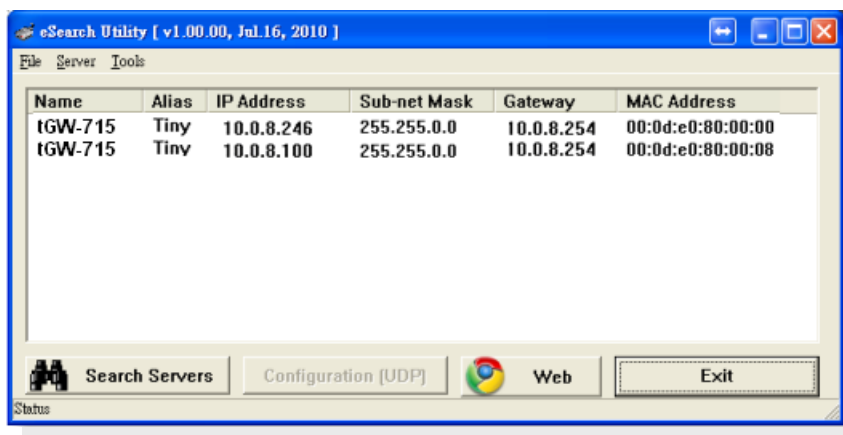 eSearch Utility [ v1.00.00, Jul.16, 2010 ]
File Server Tools
Name Alias IP Address Sub-net Mask Gateway MAC Address
tGW-715 Tiny 10.0.8.246 255.255.0.0 10.0.8.254 00:0d:e0:80:00:00
tGW-715 Tiny 10.0.8.100 255.255.0.0 10.0.8.254 00:0d:e0:80:00:08
Search Servers Configuration (UDP) Web Exit
Status